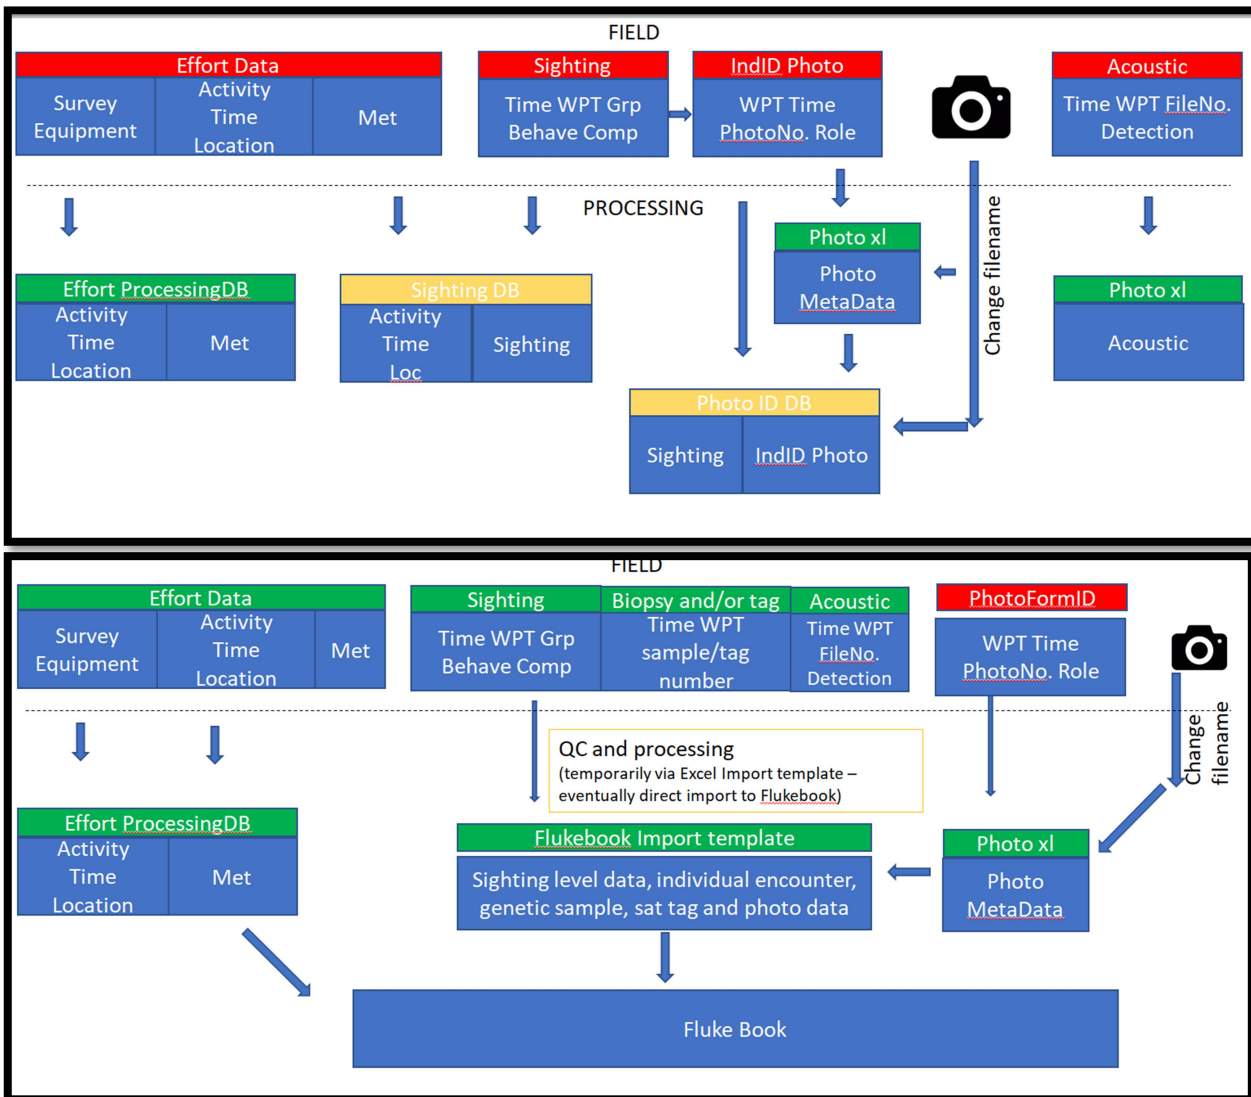 FIELD
Effort Data
Survey
Equipment
Activity
Time
Location
Met
Sighting
Time WPT Grp
Behave Comp
IndID Photo
WPT Time
PhotoNo. Role
Acoustic
Time WPT FileNo.
Detection
PROCESSING
Change filename
Effort ProcessingDB
Activity
Time
Location
Met
Sighting DB
Activity
Time
Loc
Sighting
Photo xl
Photo
MetaData
Photo xl
Acoustic
Photo ID DB
Sighting
IndID Photo
FIELD
Effort Data
Survey
Equipment
Activity
Time
Location
Met
Sighting
Time WPT Grp
Behave Comp
Biopsy and/or tag
Time WPT
sample/tag
number
Acoustic
Time WPT
FileNo.
Detection
PhotoFormID
WPT Time
PhotoNo. Role
Change
filename
QC and processing
(temporarily via Excel Import template –
eventually direct import to Flukebook)
Effort ProcessingDB
Activity
Time
Location
Met
Flukebook Import template
Sighting level data, individual encounter,
genetic sample, sat tag and photo data
Photo xl
Photo
MetaData
Fluke Book